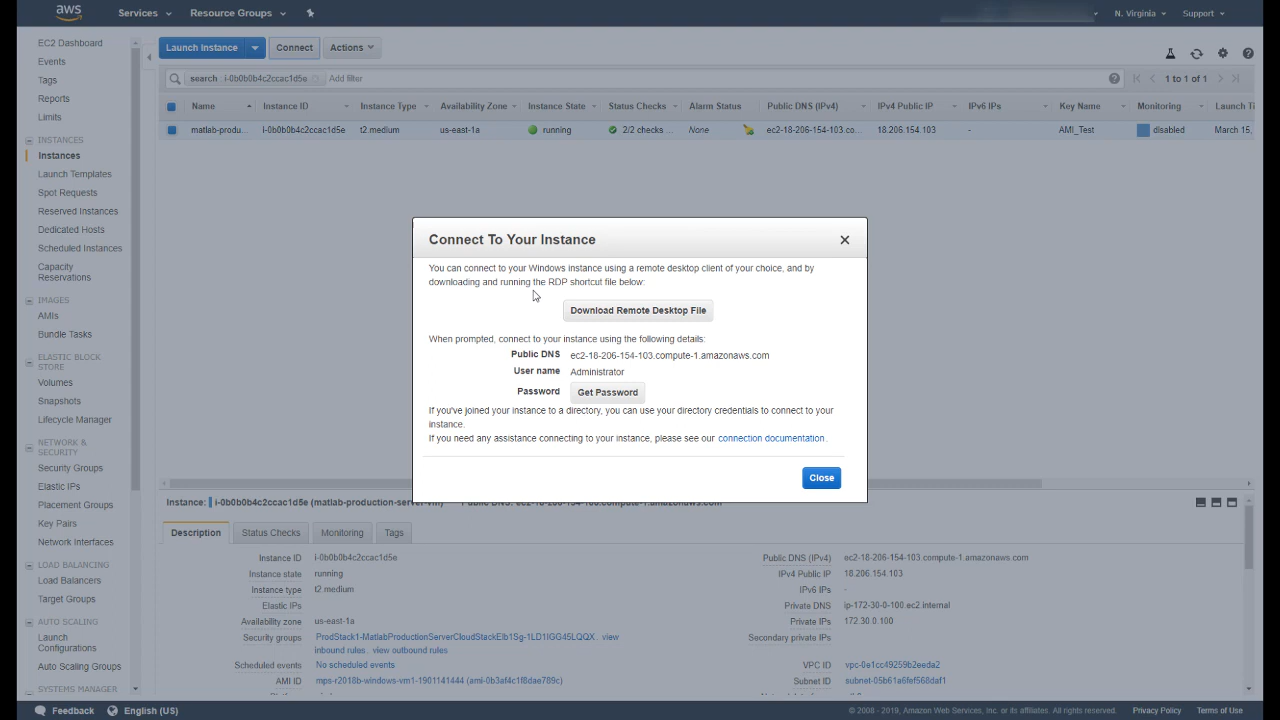 aws Services Resource Groups N. Virginia Support
EC2 Dashboard
Events
Tags
Reports
Limits
INSTANCES
Instances
Launch Templates
Spot Requests
Reserved Instances
Dedicated Hosts
Scheduled Instances
Capacity
Reservations
IMAGES
AMIs
Bundle Tasks
ELASTIC BLOCK
STORE
Volumes
Snapshots
Lifecycle Manager
NETWORK &
SECURITY
Security Groups
Elastic IPs
Placement Groups
Key Pairs
Network Interfaces
LOAD BALANCING
Load Balancers
Target Groups
AUTO SCALING
Launch
Configurations
Auto Scaling Groups
SYSTEMS MANAGER
Launch Instance Connect Actions
search : i-0b0b0b4c2ccac1d5e Add filter 1 to 1 of 1
Name Instance ID Instance Type Availability Zone Instance State Status Checks Alarm Status Public DNS (IPv4) IPv4 Public IP IPv6 IPs Key Name Monitoring Launch Ti
matlab-produ... i-0b0b0b4c2ccac1d5e t2.medium us-east-1a running 2/2 checks ... None ec2-18-206-154-103.co... 18.206.154.103 - AMI_Test disabled March 15,
Connect To Your Instance
You can connect to your Windows instance using a remote desktop client of your choice, and by
downloading and running the RDP shortcut file below:
Download Remote Desktop File
When prompted, connect to your instance using the following details:
Public DNS ec2-18-206-154-103.compute-1.amazonaws.com
User name Administrator
Password Get Password
If you've joined your instance to a directory, you can use your directory credentials to connect to your
instance.
If you need any assistance connecting to your instance, please see our connection documentation.
Close
Instance: i-0b0b0b4c2ccac1d5e (matlab-production-server-vm) Public DNS: ec2-18-206-154-103.compute-1.amazonaws.com
Description Status Checks Monitoring Tags
Instance ID i-0b0b0b4c2ccac1d5e Public DNS (IPv4) ec2-18-206-154-103.compute-1.amazonaws.com
Instance state running IPv4 Public IP 18.206.154.103
Instance type t2.medium IPv6 IPs -
Elastic IPs Private DNS ip-172-30-0-100.ec2.internal
Availability zone us-east-1a Private IPs 172.30.0.100
Security groups ProdStack1-MatlabProductionServerCloudStackElb1Sg-1LD1IGG45LQQX. view
inbound rules. view outbound rules
Secondary private IPs
Scheduled events No scheduled events VPC ID vpc-0e1cc49259b2eeda2
AMI ID mps-r2018b-windows-vm1-1901141444 (ami-0b3af4c1f8dae789c) Subnet ID subnet-05b61a6fef568daf1
Feedback English (US) © 2008 - 2019, Amazon Web Services, Inc. or its affiliates. All rights reserved. Privacy Policy Terms of Use